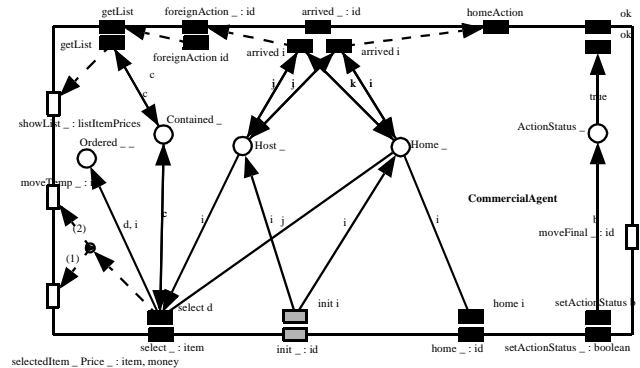 getList
foreignAction _ : id
arrived _ : id
homeAction
ok
getList
foreignAction id
arrived i
arrived i
ok
c
c
j
j
k
i
true
showList _ : listItemPrices
Contained _
Ordered _ _
Host _
Home _
ActionStatus _
moveTemp _ :
CommercialAgent
c
d, i
i
i
j
i
i
b
moveFinal _ : id
(2)
(1)
select d
init i
home i
setActionStatus b
select _ : item
init _ : id
home _ : id
setActionStatus _ : boolean
selectedItem _ Price _ : item, money